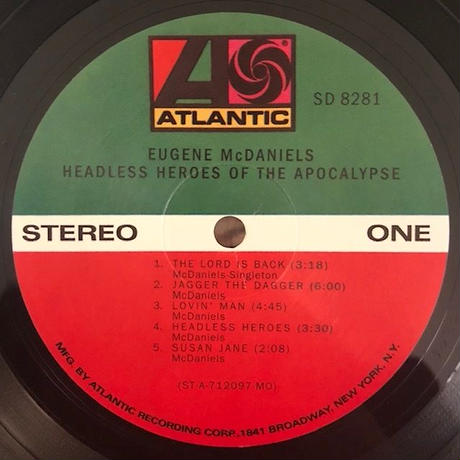 ATLANTIC
SD 8281
EUGENE McDANIELS
HEADLESS HEROES OF THE APOCALYPSE
STEREO ONE
1. THE LORD IS BACK (3:18)
McDaniels-Singleton
2. JAGGER THE DAGGER (6:00)
McDaniels
3. LOVIN' MAN (4:45)
McDaniels
4. HEADLESS HEROES (3:30)
McDaniels
5. SUSAN JANE (2:08)
McDaniels
(ST A-712097 MO)
MFG. BY ATLANTIC RECORDING CORP., 1841 BROADWAY, NEW YORK, N.Y.